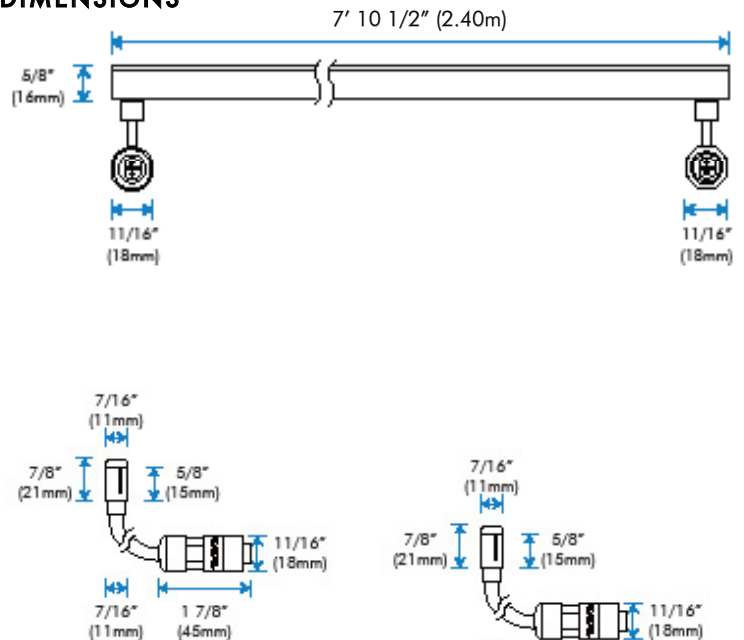 DIMENSIONS
7' 10 1/2" (2.40m)
5/8"
(16mm)
11/16"
(18mm)
11/16"
(18mm)
7/16"
(11mm)
7/8"
(21mm)
5/8"
(15mm)
11/16"
(18mm)
7/16"
(11mm)
1 7/8"
(45mm)
7/16"
(11mm)
7/8"
(21mm)
5/8"
(15mm)
11/16"
(18mm)